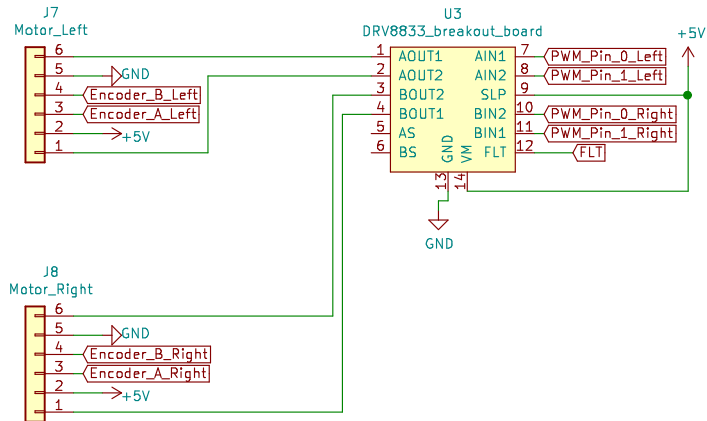 J7
Motor_Left
6
5 GND
4 Encoder_B_Left
3 Encoder_A_Left
2 +5V
1
U3
DRV8833_breakout_board
+5V
1 AOUT1 AIN1 7 PWM_Pin_0_Left
2 AOUT2 AIN2 8 PWM_Pin_1_Left
3 BOUT2 SLP 9
4 BOUT1 BIN2 10 PWM_Pin_0_Right
5 AS BIN1 11 PWM_Pin_1_Right
6 BS FLT 12 FLT
GND VM
13 14
GND
J8
Motor_Right
6
5 GND
4 Encoder_B_Right
3 Encoder_A_Right
2 +5V
1